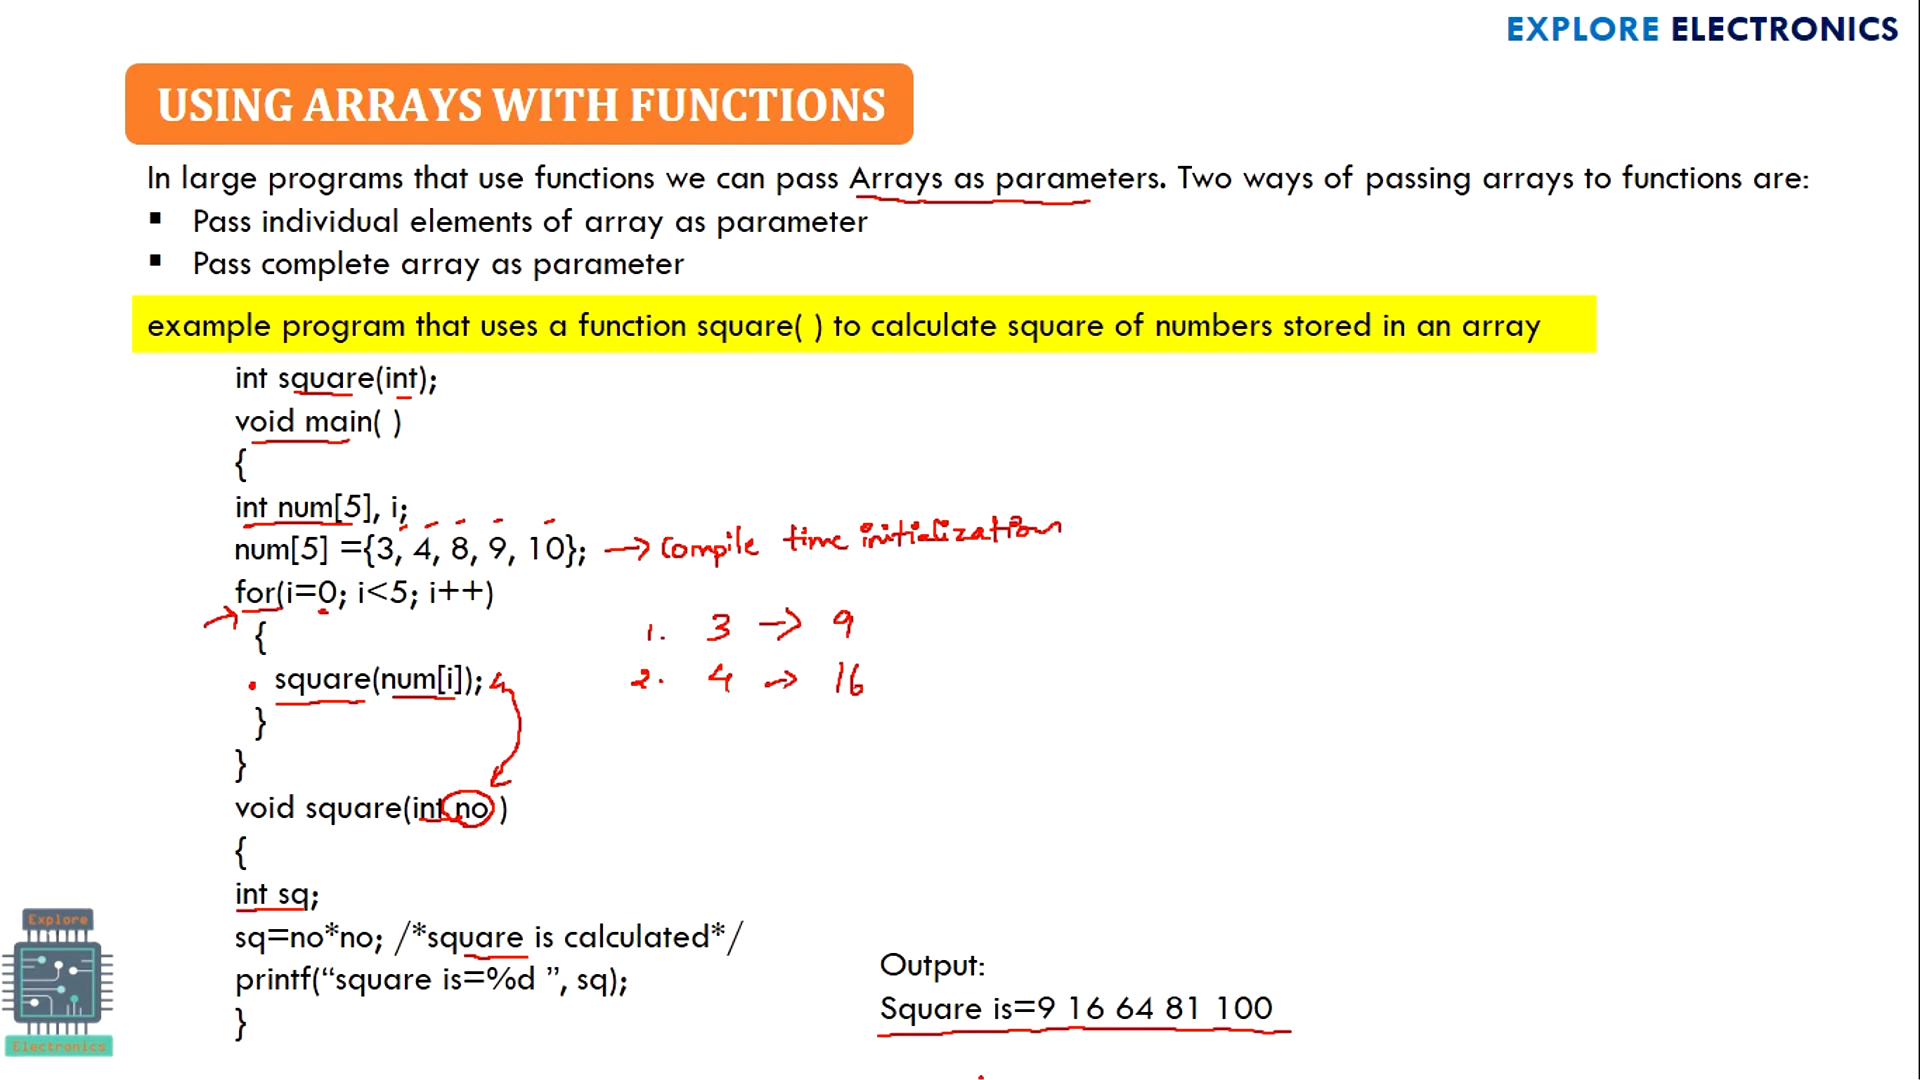 EXPLORE ELECTRONICS
USING ARRAYS WITH FUNCTIONS
In large programs that use functions we can pass Arrays as parameters. Two ways of passing arrays to functions are:
▪ Pass individual elements of array as parameter
▪ Pass complete array as parameter
example program that uses a function square( ) to calculate square of numbers stored in an array
int square(int);
void main( )
{
int num[5], i;
num[5] ={3, 4, 8, 9, 10}; → Compile time initialization
for(i=0; i<5; i++)
{
1. 3 → 9
square(num[i]);
2. 4 → 16
}
}
void square(int no )
{
int sq;
sq=no*no; /*square is calculated*/
printf(“square is=%d ”, sq);
}
Output:
Square is=9 16 64 81 100
Explore
Electronics